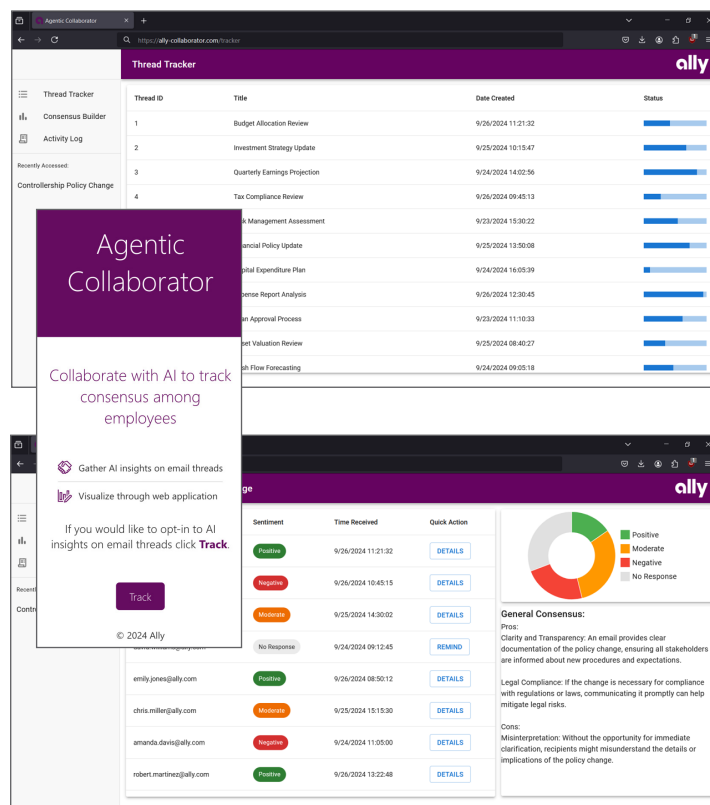 Agentic Collaborator
https://ally-collaborator.com/tracker
Thread Tracker
ally
Thread Tracker
Consensus Builder
Activity Log
Recently Accessed:
Controllership Policy Change
Thread ID Title Date Created Status
1 Budget Allocation Review 9/26/2024 11:21:32
2 Investment Strategy Update 9/25/2024 10:15:47
3 Quarterly Earnings Projection 9/24/2024 14:02:56
4 Tax Compliance Review 9/26/2024 09:45:13
Management Assessment 9/23/2024 15:30:22
Policy Update 9/25/2024 13:50:08
Expenditure Plan 9/24/2024 16:05:39
Report Analysis 9/26/2024 12:30:45
Approval Process 9/23/2024 11:10:33
Valuation Review 9/25/2024 08:40:27
Flow Forecasting 9/24/2024 09:05:18
Agentic
Collaborator
Collaborate with AI to track
consensus among
employees
Gather AI insights on email threads
Visualize through web application
If you would like to opt-in to AI
insights on email threads click Track.
Track
© 2024 Ally
ally
Sentiment Time Received Quick Action
Positive 9/26/2024 11:21:32 DETAILS
Negative 9/26/2024 10:45:15 DETAILS
Moderate 9/25/2024 14:30:02 DETAILS
No Response 9/24/2024 09:12:45 REMIND
emily.jones@ally.com Positive 9/26/2024 08:50:12 DETAILS
chris.miller@ally.com Moderate 9/25/2024 15:15:30 DETAILS
amanda.davis@ally.com Negative 9/24/2024 11:05:00 DETAILS
robert.martinez@ally.com Positive 9/26/2024 13:22:48 DETAILS
Positive
Moderate
Negative
No Response
General Consensus:
Pros:
Clarity and Transparency: An email provides clear
documentation of the policy change, ensuring all stakeholders
are informed about new procedures and expectations.
Legal Compliance: If the change is necessary for compliance
with regulations or laws, communicating it promptly can help
mitigate legal risks.
Cons:
Misinterpretation: Without the opportunity for immediate
clarification, recipients might misunderstand the details or
implications of the policy change.